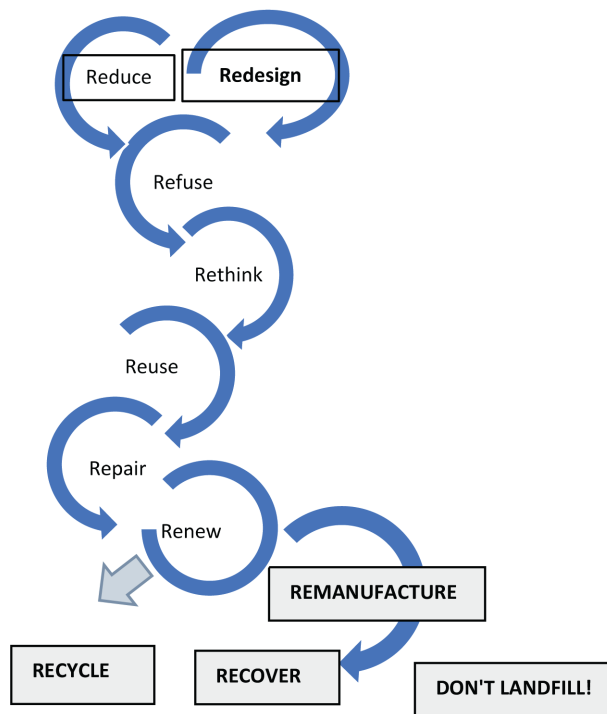 Reduce
Redesign
Refuse
Rethink
Reuse
Repair
Renew
REMANUFACTURE
RECYCLE
RECOVER
DON'T LANDFILL!